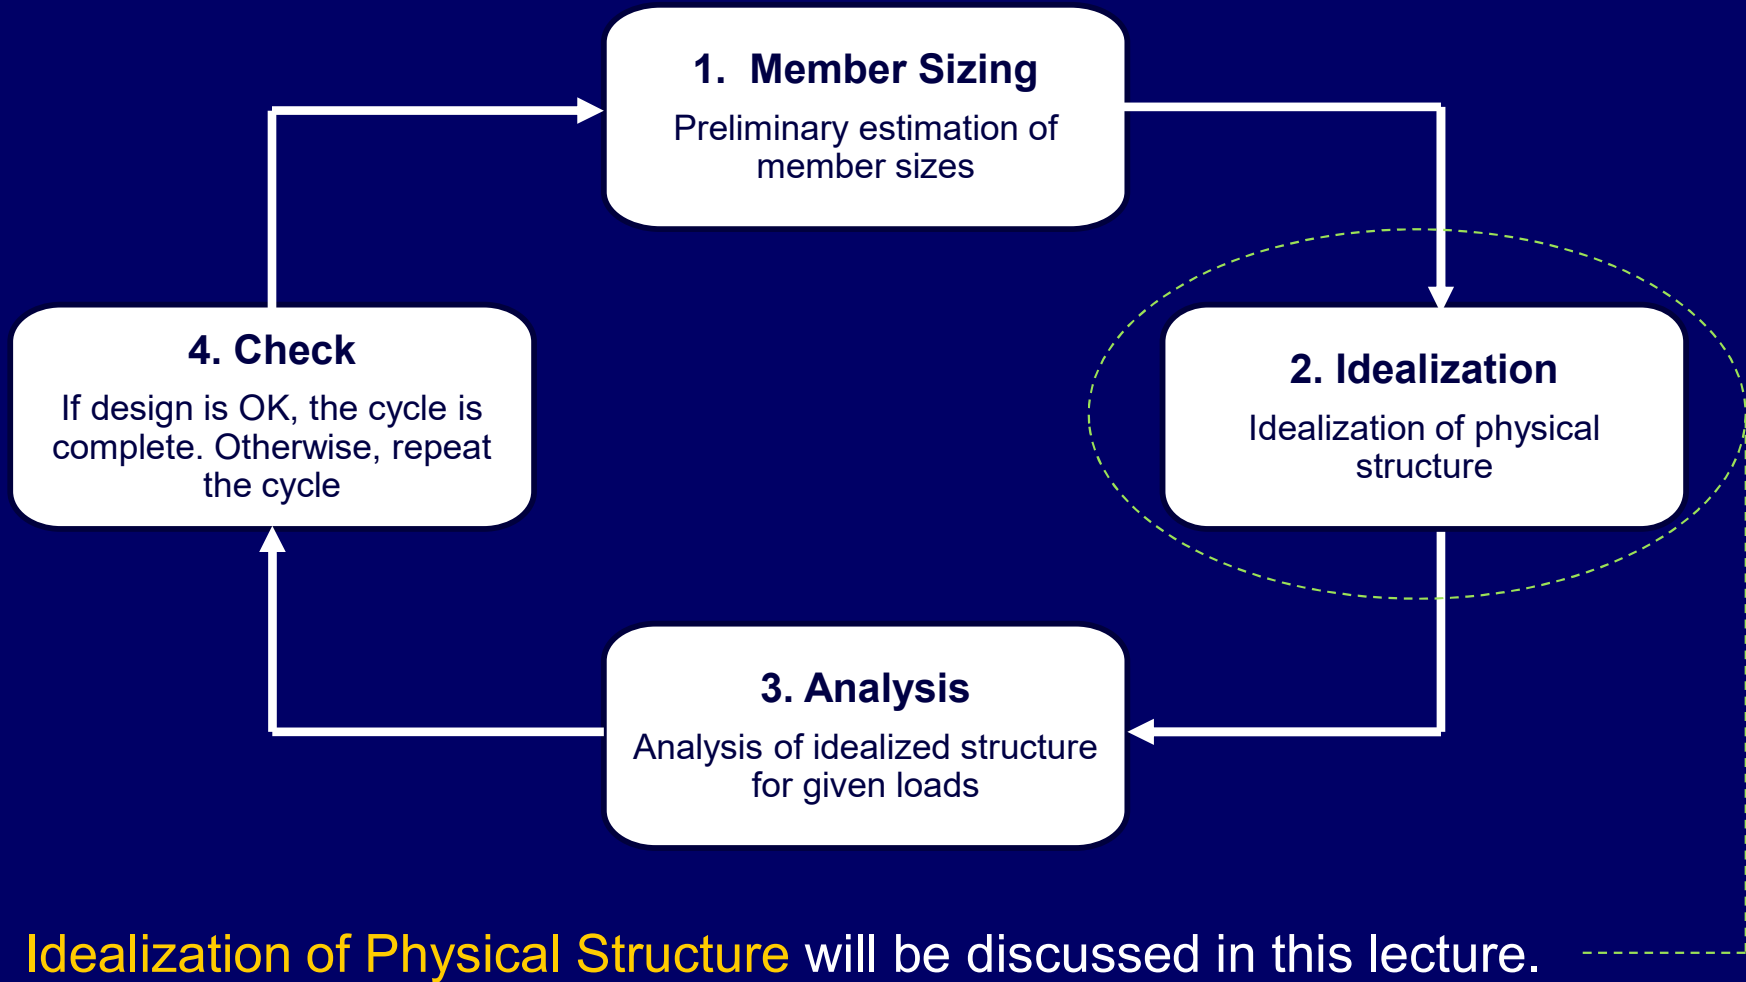 1. Member Sizing
Preliminary estimation of
member sizes
2. Idealization
Idealization of physical
structure
3. Analysis
Analysis of idealized structure
for given loads
4. Check
If design is OK, the cycle is
complete. Otherwise, repeat
the cycle
Idealization of Physical Structure will be discussed in this lecture.